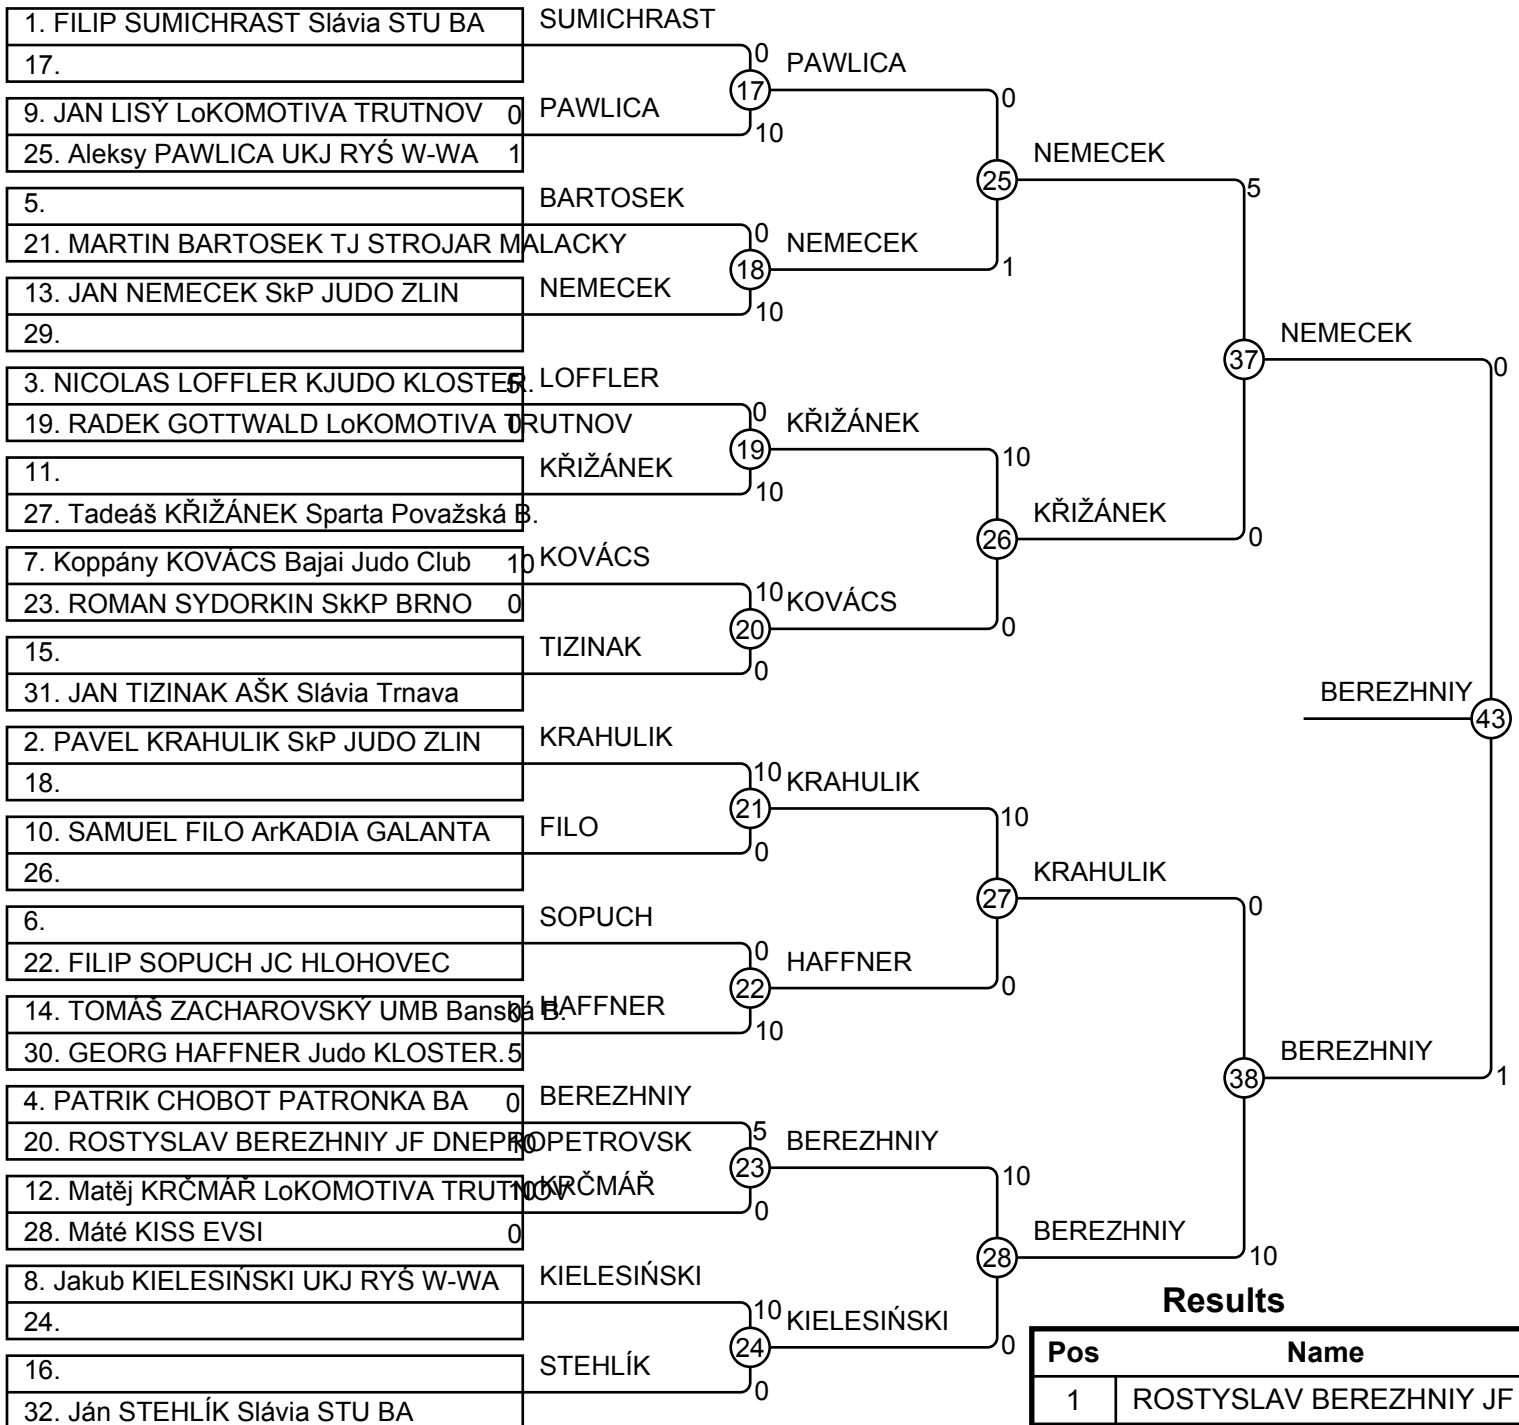 1. FILIP SUMICHRAST Slávia STU BA
17.
9. JAN LISÝ LoKOMOTIVA TRUTNOV 0
25. Aleksy PAWLICA UKJ RYŚ W-WA 1
5.
21. MARTIN BARTOSEK TJ STROJAR MALACKY
13. JAN NEMECEK SkP JUDO ZLIN
29.
3. NICOLAS LOFFLER KJUDO KLOSTER. 5
19. RADEK GOTTWALD LoKOMOTIVA TRUTNOV 0
11.
27. Tadeáš KŘIŽÁNEK Sparta Považská B.
7. Koppány KOVÁCS Bajai Judo Club 10
23. ROMAN SYDORKIN SkKP BRNO 0
15.
31. JAN TIZINAK AŠK Slávia Trnava
2. PAVEL KRAHULIK SkP JUDO ZLIN
18.
10. SAMUEL FILO ArKADIA GALANTA
26.
6.
22. FILIP SOPUCH JC HLOHOVEC
14. TOMÁŠ ZACHAROVSKÝ UMB Banská B. 0
30. GEORG HAFFNER Judo KLOSTER. 5
4. PATRIK CHOBOT PATRONKA BA 0
20. ROSTYSLAV BEREZHNIY JF DNEPROPETROVSK 10
12. Matěj KRČMÁŘ LoKOMOTIVA TRUTNOV 10
28. Máté KISS EVSI 0
8. Jakub KIELESIŃSKI UKJ RYŚ W-WA
24.
16.
32. Ján STEHLÍK Slávia STU BA
SUMICHRAST
0
17
PAWLICA
10
BARTOSEK
0
18
NEMECEK
10
LOFFLER
0
19
KŘIŽÁNEK
10
KOVÁCS
10
20
TIZINAK
0
KRAHULIK
10
21
FILO
0
SOPUCH
0
22
HAFFNER
10
BEREZHNIY
5
23
KRČMÁŘ
0
KIELESIŃSKI
10
24
STEHLÍK
0
PAWLICA
0
25
NEMECEK
1
KŘIŽÁNEK
10
26
KOVÁCS
0
KRAHULIK
10
27
HAFFNER
0
BEREZHNIY
10
28
KIELESIŃSKI
0
NEMECEK
5
37
KŘIŽÁNEK
0
KRAHULIK
0
38
BEREZHNIY
10
NEMECEK
0
BEREZHNIY
43
BEREZHNIY
1
Results
Pos Name
1 ROSTYSLAV BEREZHNIY JF